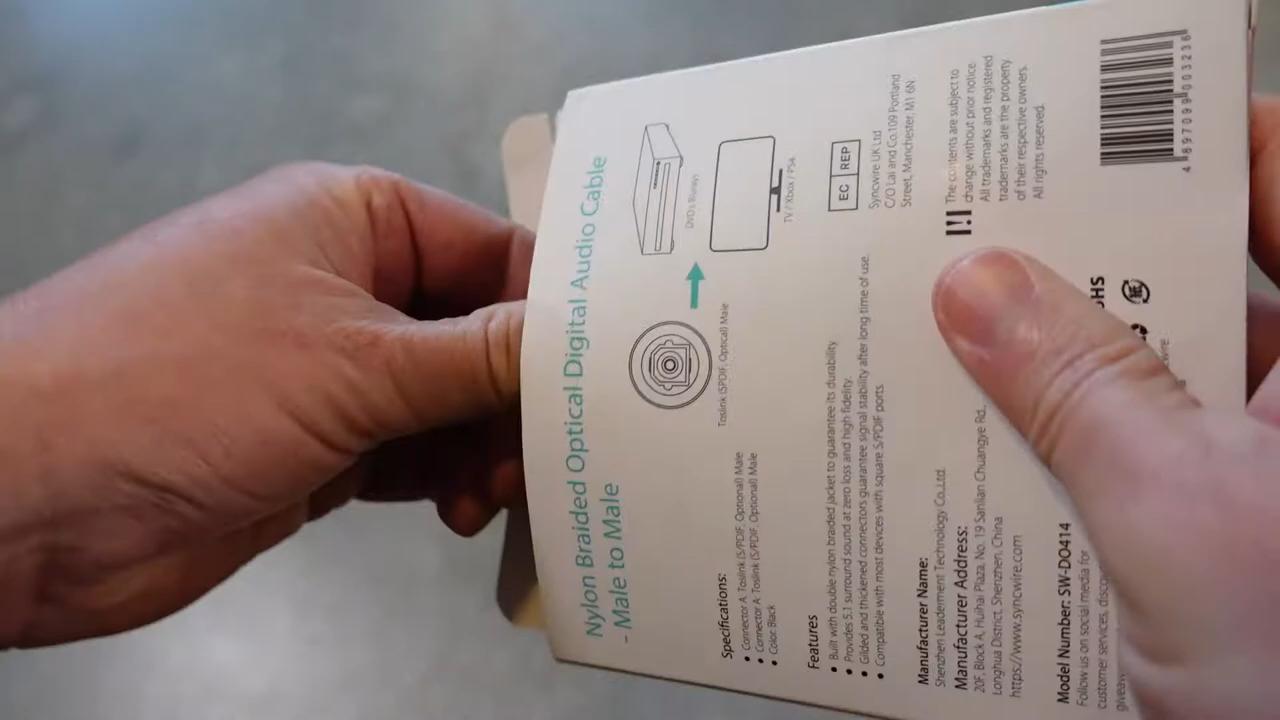 Nylon Braided Optical Digital Audio Cable
- Male to Male
Toslink (SPDIF, Optical) Male
DVD's Blurays
TV / Xbox / PS4
Specifications:
• Connector A: Toslink (S/PDIF, Optional) Male
• Connector A: Toslink (S/PDIF, Optional) Male
• Color: Black
Features
• Built with double nylon braided jacket to guarantee its durability
• Provides 5.1 surround sound at zero loss and high fidelity.
• Gilded and thickened connectors guarantee signal stability after long time of use.
• Compatible with most devices with square S/PDIF ports
EC REP
Syncwire UK Ltd
C/O Lai and Co.109 Portland
Street, Manchester, M1 6N
Manufacturer Name:
Shenzhen Leaderment Technology Co.,Ltd.
Manufacturer Address:
20F, Block A, Huihai Plaza, No. 19 Sanlian Chuangye Rd.,
Longhua District, Shenzhen, China
https://www.syncwire.com
The contents are subject to
change without prior notice.
All trademarks and registered
trademarks are the property
of their respective owners.
All rights reserved.
Model Number: SW-DO414
Follow us on social media for
customer services,
4897099003236